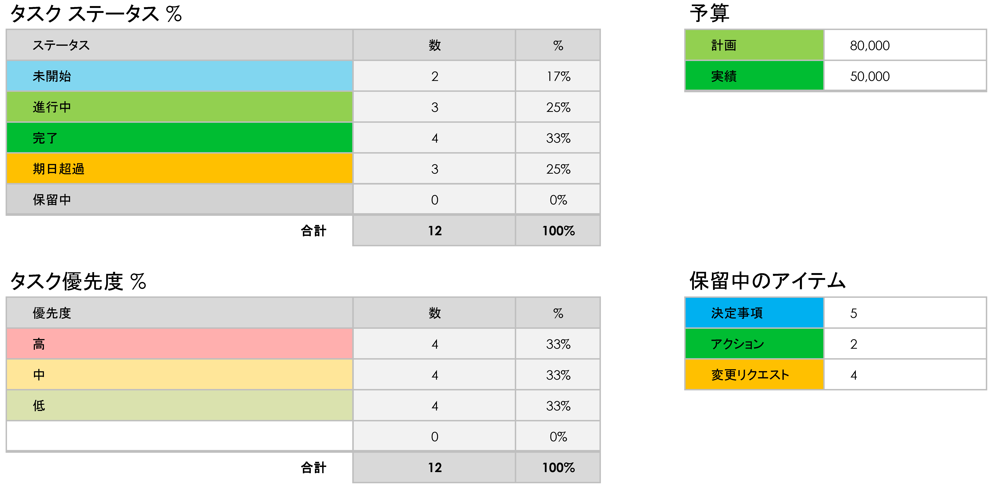 タスク ステータス %
ステータス 数 %
未開始 2 17%
進行中 3 25%
完了 4 33%
期日超過 3 25%
保留中 0 0%
合計 12 100%
予算
計画 80,000
実績 50,000
タスク優先度 %
優先度 数 %
高 4 33%
中 4 33%
低 4 33%
0 0%
合計 12 100%
保留中のアイテム
決定事項 5
アクション 2
変更リクエスト 4